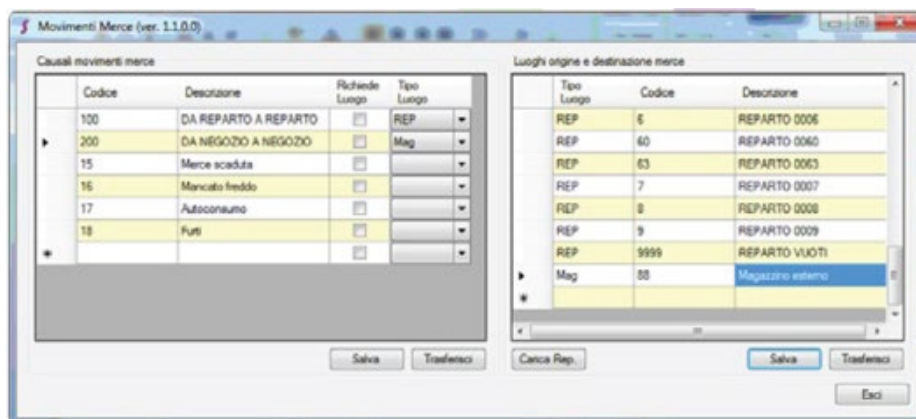 Movimenti Merce (ver. 1.1.0.0)
Causali movimenti merce
Codice Descrizione Richiede Luogo Tipo Luogo
100 DA REPARTO A REPARTO REP
200 DA NEGOZIO A NEGOZIO Mag
15 Merce scaduta
16 Mancato freddo
17 Autoconsumo
18 Furti
Salva Trasferisci
Luoghi origine e destinazione merce
Tipo Luogo Codice Descrizione
REP 6 REPARTO 0006
REP 60 REPARTO 0060
REP 63 REPARTO 0063
REP 7 REPARTO 0007
REP 8 REPARTO 0008
REP 9 REPARTO 0009
REP 9999 REPARTO VUOTI
Mag 88 Magazzino esterno
Carica Rep. Salva Trasferisci
Esci